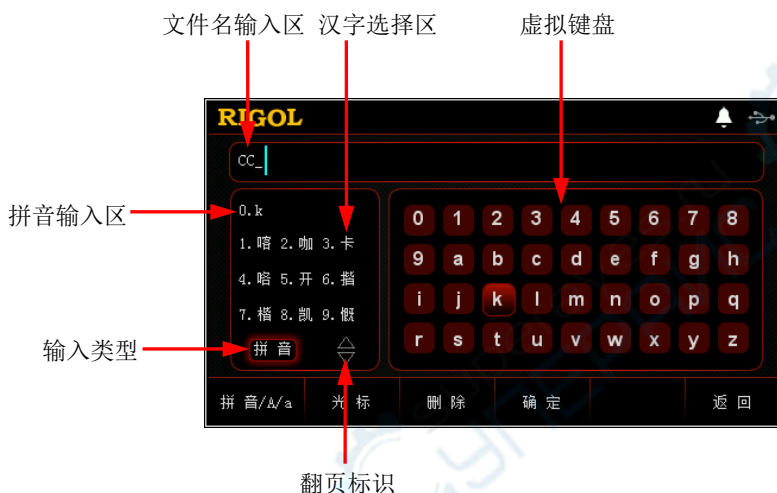 文件名输入区 汉字选择区 虚拟键盘
RIGOL
CC_
拼音输入区
0.k
1.喀 2.咖 3.卡
4.咯 5.开 6.揩
7.楷 8.凯 9.慨
输入类型
拼 音
0 1 2 3 4 5 6 7 8
9 a b c d e f g h
i j k l m n o p q
r s t u v w x y z
拼 音/A/a 光 标 删 除 确 定 返 回
翻页标识